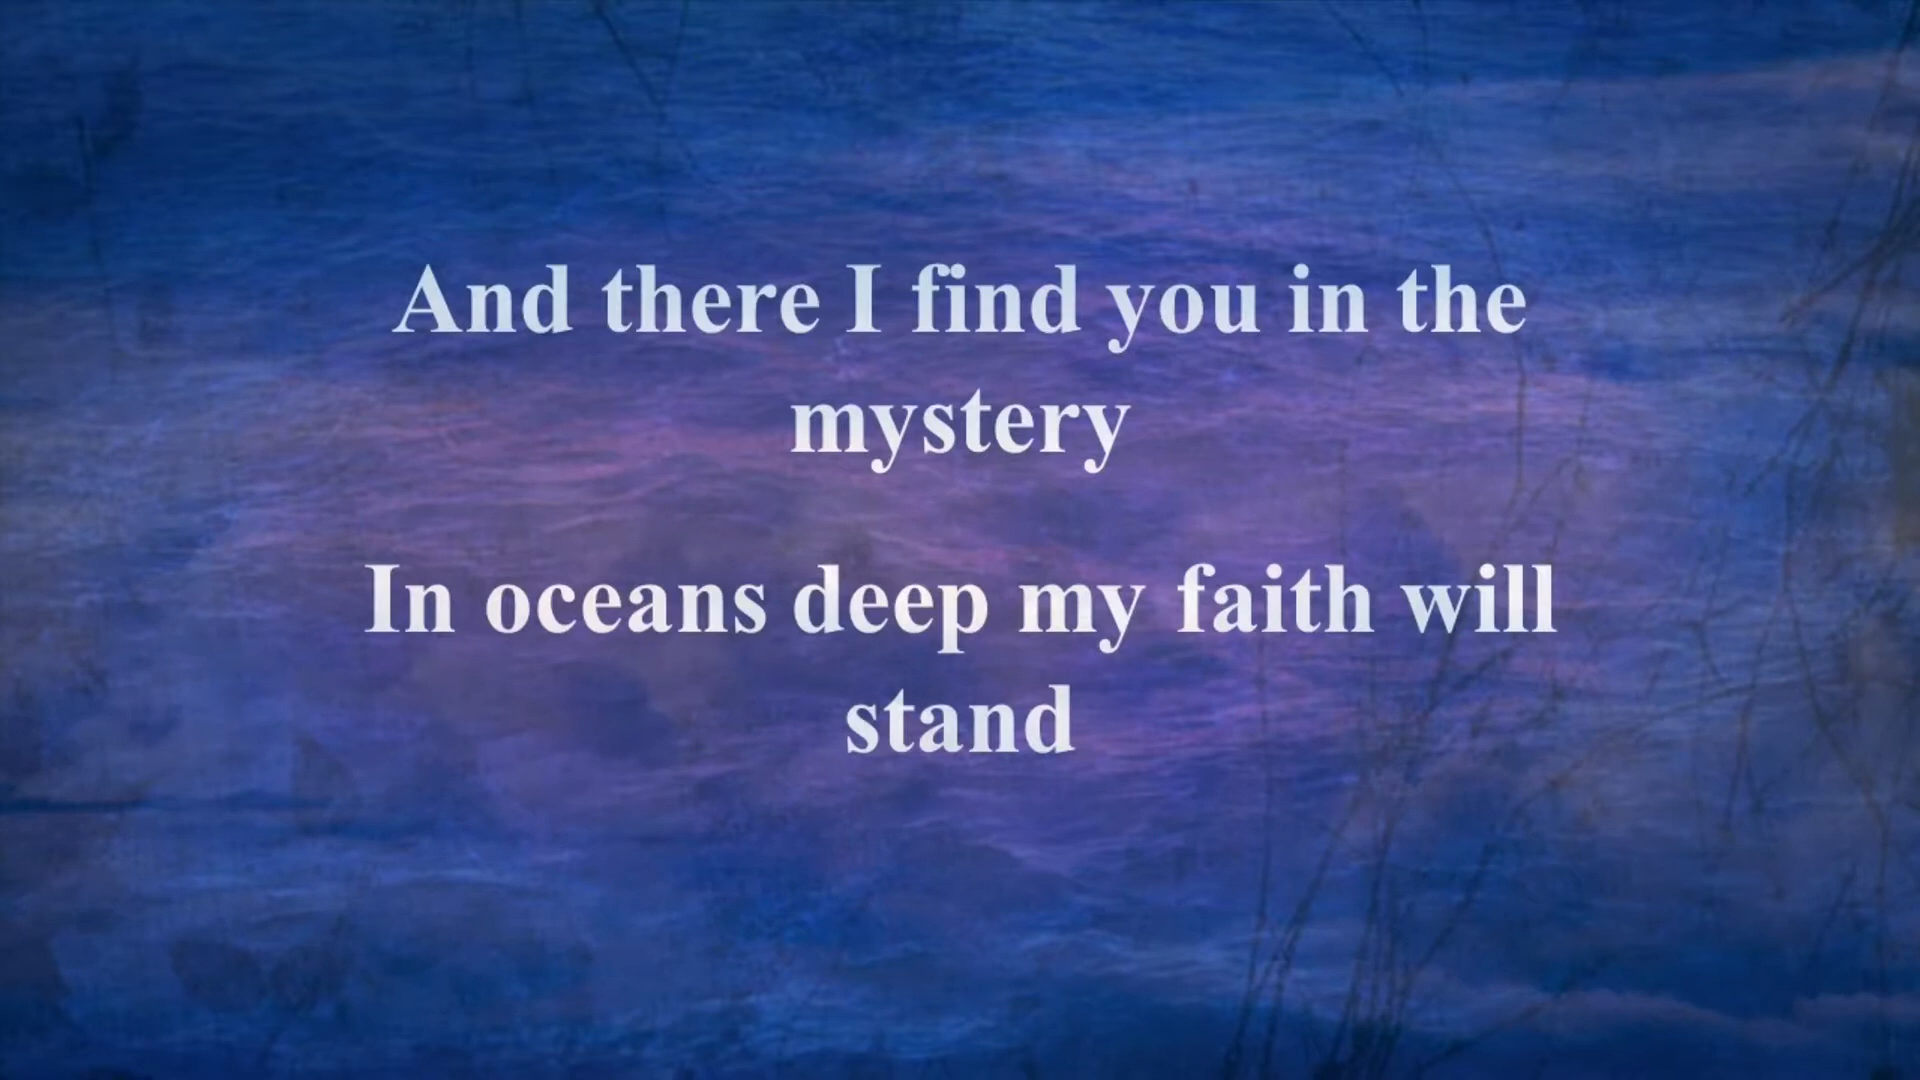 And there I find you in the
mystery
In oceans deep my faith will
stand